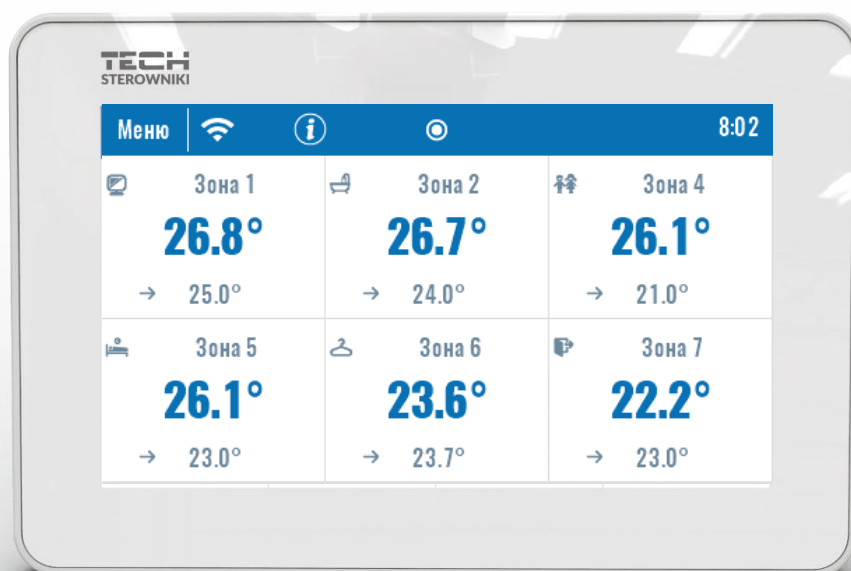 TECH
STEROWNIKI
Меню 8:02
Зона 1 Зона 2 Зона 4
26.8° 26.7° 26.1°
→ 25.0° → 24.0° → 21.0°
Зона 5 Зона 6 Зона 7
26.1° 23.6° 22.2°
→ 23.0° → 23.7° → 23.0°